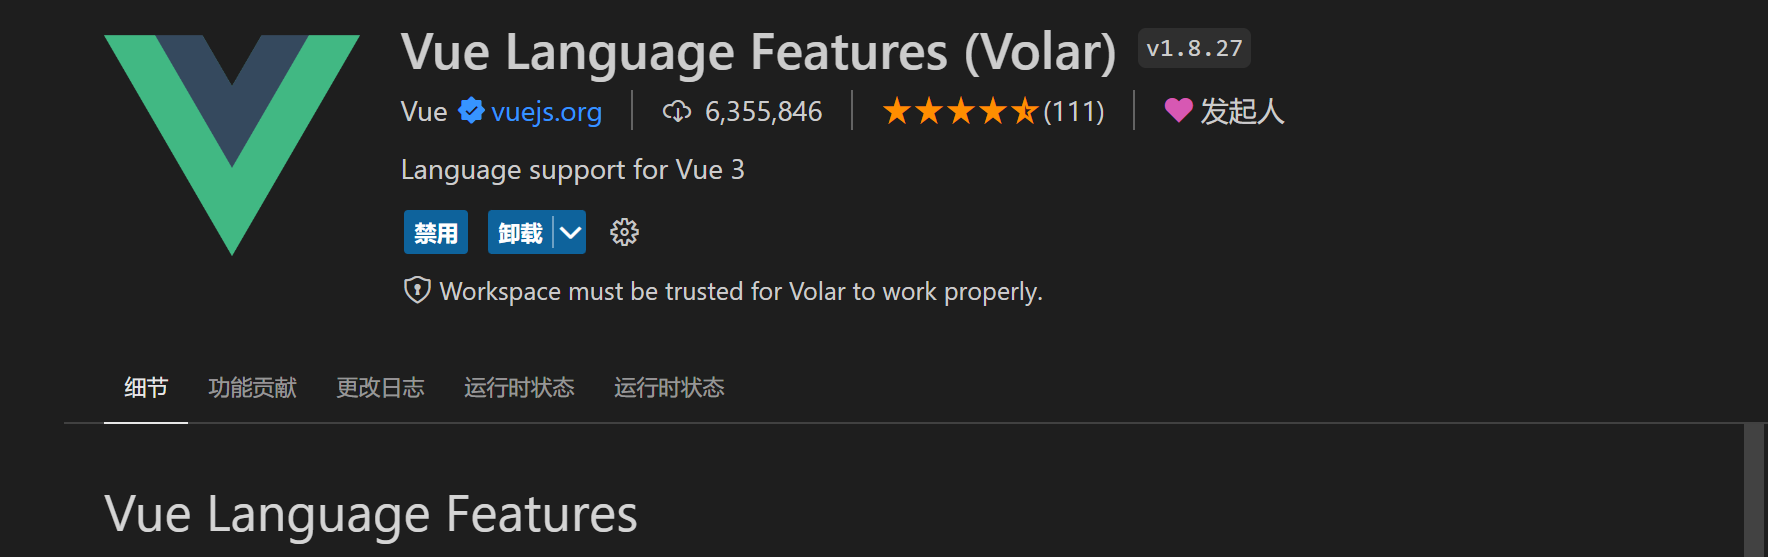 Vue Language Features (Volar) v1.8.27
Vue vuejs.org 6,355,846 (111) 发起人
Language support for Vue 3
禁用 卸载
Workspace must be trusted for Volar to work properly.
细节 功能贡献 更改日志 运行时状态 运行时状态
Vue Language Features